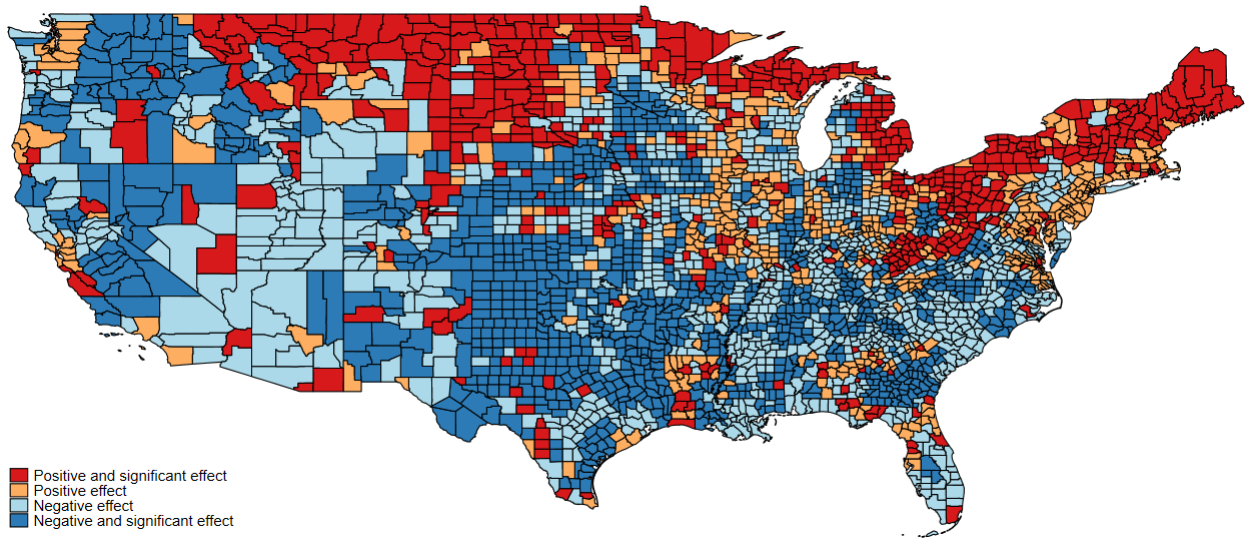 Positive and significant effect
Positive effect
Negative effect
Negative and significant effect